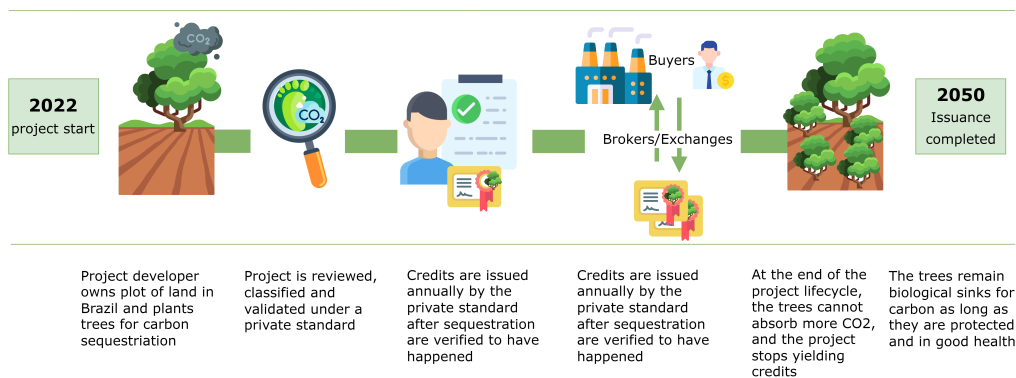 2022
project start
CO₂
CO₂
Buyers
$
Brokers/Exchanges
2050
Issuance
completed
Project developer
owns plot of land in
Brazil and plants
trees for carbon
sequestriation
Project is reviewed,
classified and
validated under a
private standard
Credits are issued
annually by the
private standard
after sequestration
are verified to have
happened
Credits are issued
annually by the
private standard
after sequestration
are verified to have
happened
At the end of the
project lifecycle,
the trees cannot
absorb more CO2,
and the project
stops yielding
credits
The trees remain
biological sinks for
carbon as long as
they are protected
and in good health